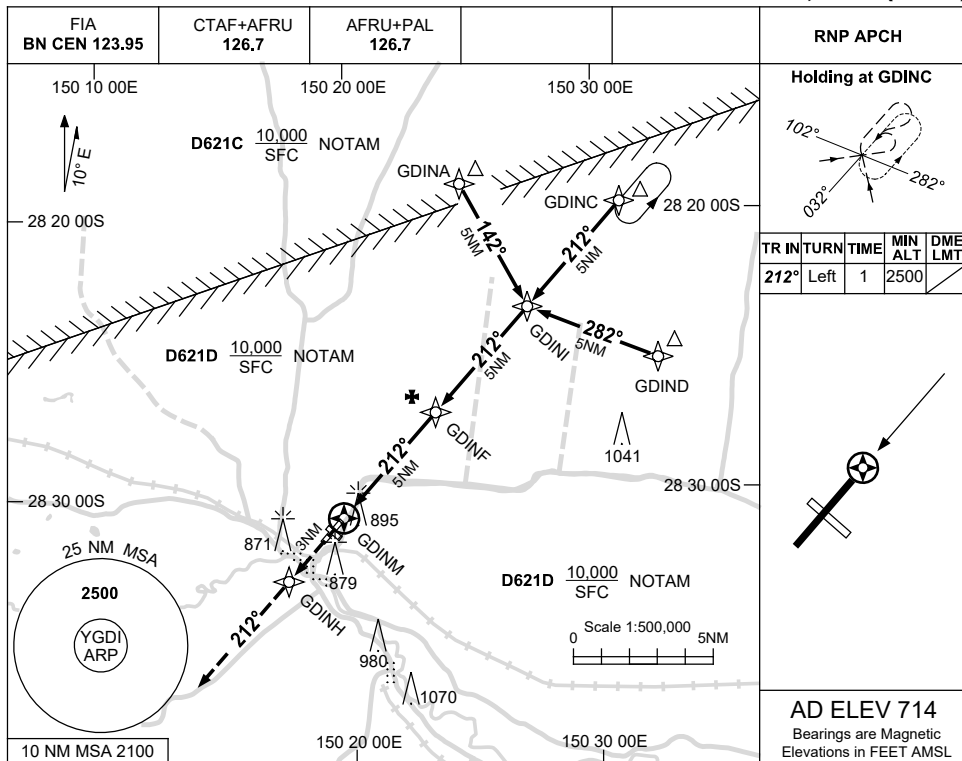 FIA
BN CEN 123.95
CTAF+AFRU
126.7
AFRU+PAL
126.7
RNP APCH
150 10 00E
150 20 00E
150 30 00E
10° E
D621C 10,000 SFC NOTAM
GDINA
GDINC
28 20 00S
28 20 00S
142°
5NM
212°
5NM
GDINI
282°
5NM
GDIND
D621D 10,000 SFC NOTAM
212°
5NM
GDINF
1041
212°
5NM
28 30 00S
28 30 00S
895
GDINM
871
3NM
879
GDINH
25 NM MSA
2500
YGDI
ARP
212°
D621D 10,000 SFC NOTAM
Scale 1:500,000
0 5NM
980
1070
150 20 00E
150 30 00E
10 NM MSA 2100
Holding at GDINC
102°
282°
032°
TR IN TURN TIME MIN ALT DME LMT
212° Left 1 2500
AD ELEV 714
Bearings are Magnetic
Elevations in FEET AMSL